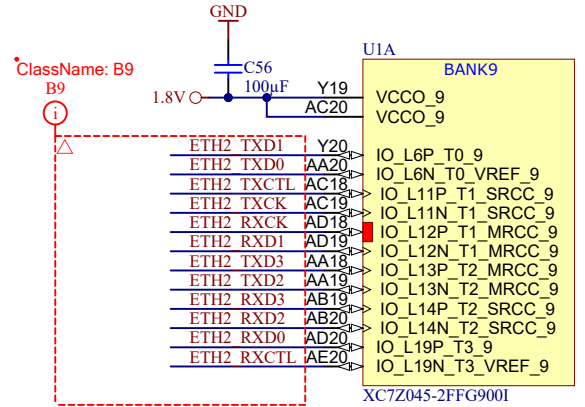 GND
U1A
C56
100µF
BANK9
ClassName: B9
B9
i
1.8V
Y19 VCCO_9
AC20 VCCO_9
ETH2_TXD1 Y20 IO_L6P_T0_9
ETH2_TXD0 AA20 IO_L6N_T0_VREF_9
ETH2_TXCTL AC18 IO_L11P_T1_SRCC_9
ETH2_TXCK AC19 IO_L11N_T1_SRCC_9
ETH2_RXCK AD18 IO_L12P_T1_MRCC_9
ETH2_RXD1 AD19 IO_L12N_T1_MRCC_9
ETH2_TXD3 AA18 IO_L13P_T2_MRCC_9
ETH2_TXD2 AA19 IO_L13N_T2_MRCC_9
ETH2_RXD3 AB19 IO_L14P_T2_SRCC_9
ETH2_RXD2 AB20 IO_L14N_T2_SRCC_9
ETH2_RXD0 AD20 IO_L19P_T3_9
ETH2_RXCTL AE20 IO_L19N_T3_VREF_9
XC7Z045-2FFG900I